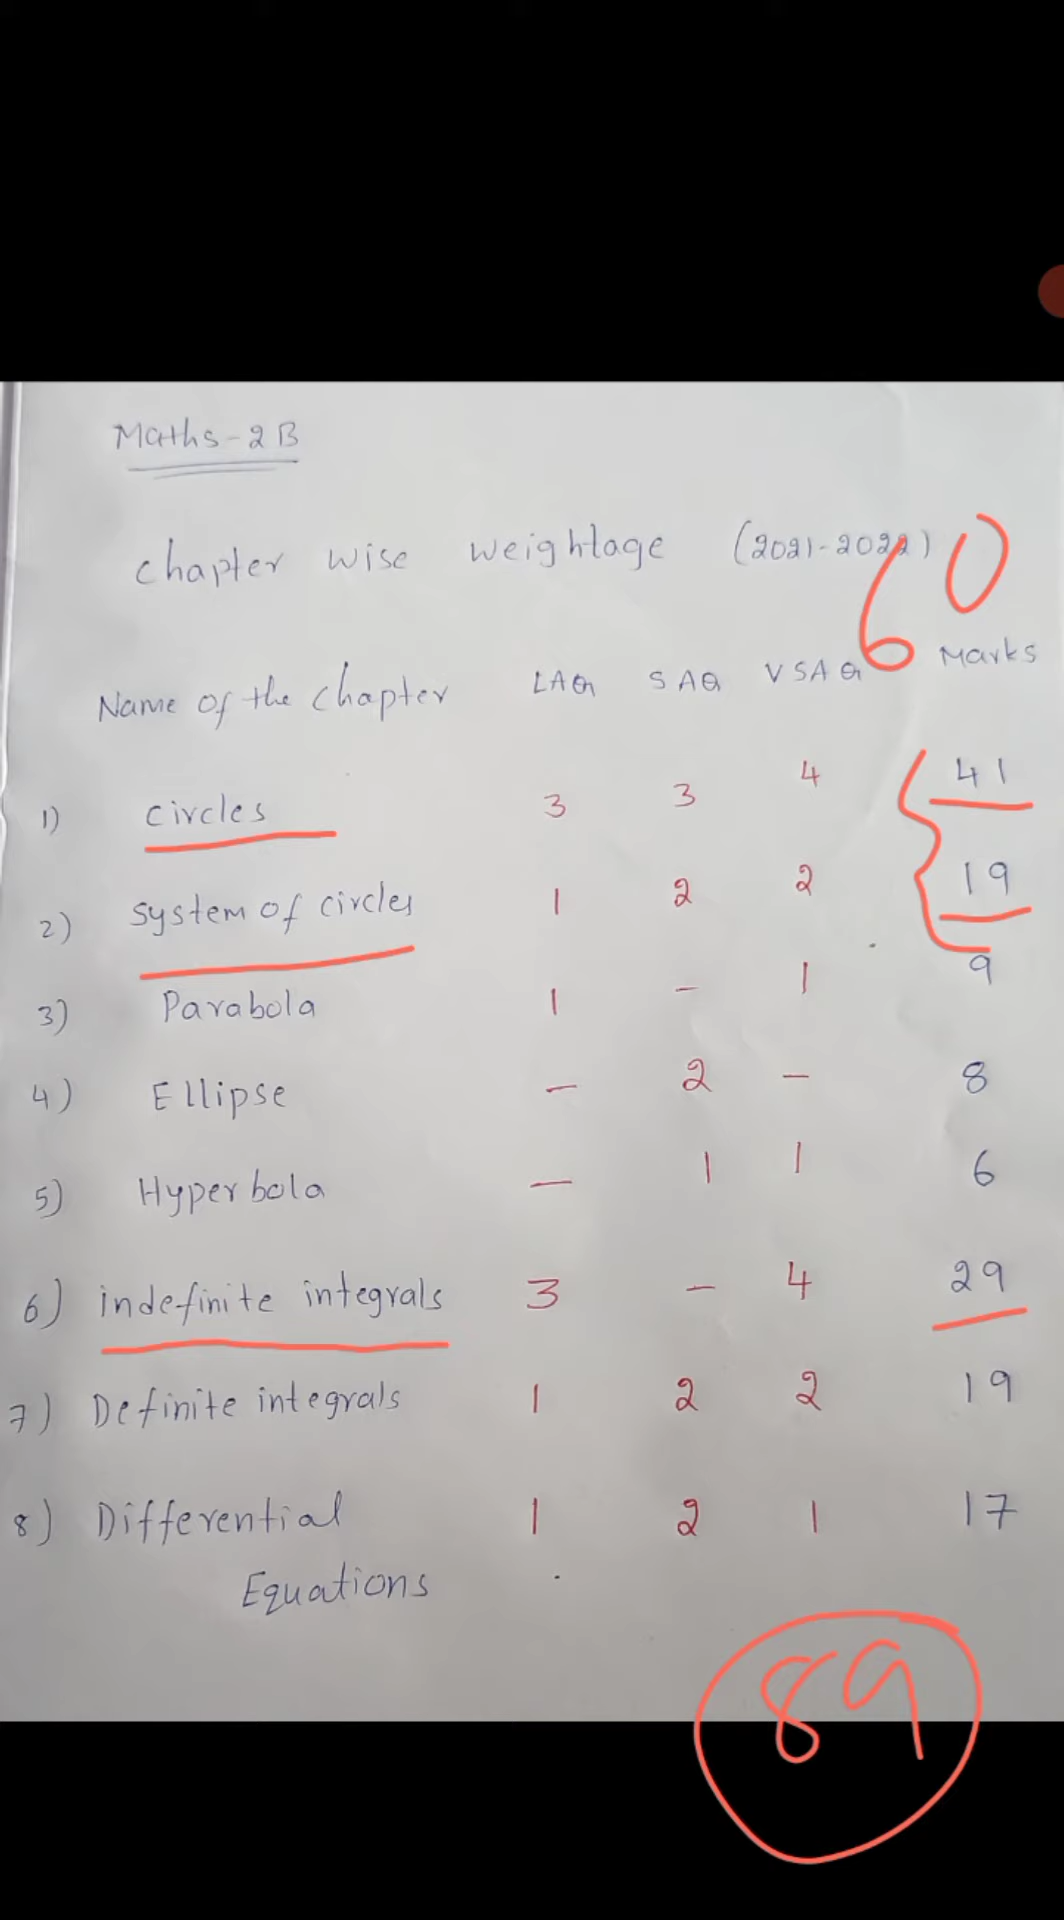 Maths-2B
Chapter wise weightage (2021-2022) 60
Name of the chapter LAQ SAQ VSAQ Marks
1) Circles 3 3 4 41
2) System of circles 1 2 2 19
3) Parabola 1 - 1 9
4) Ellipse - 2 - 8
5) Hyperbola - 1 1 6
6) indefinite integrals 3 - 4 29
7) Definite integrals 1 2 2 19
8) Differential 1 2 1 17
Equations
89